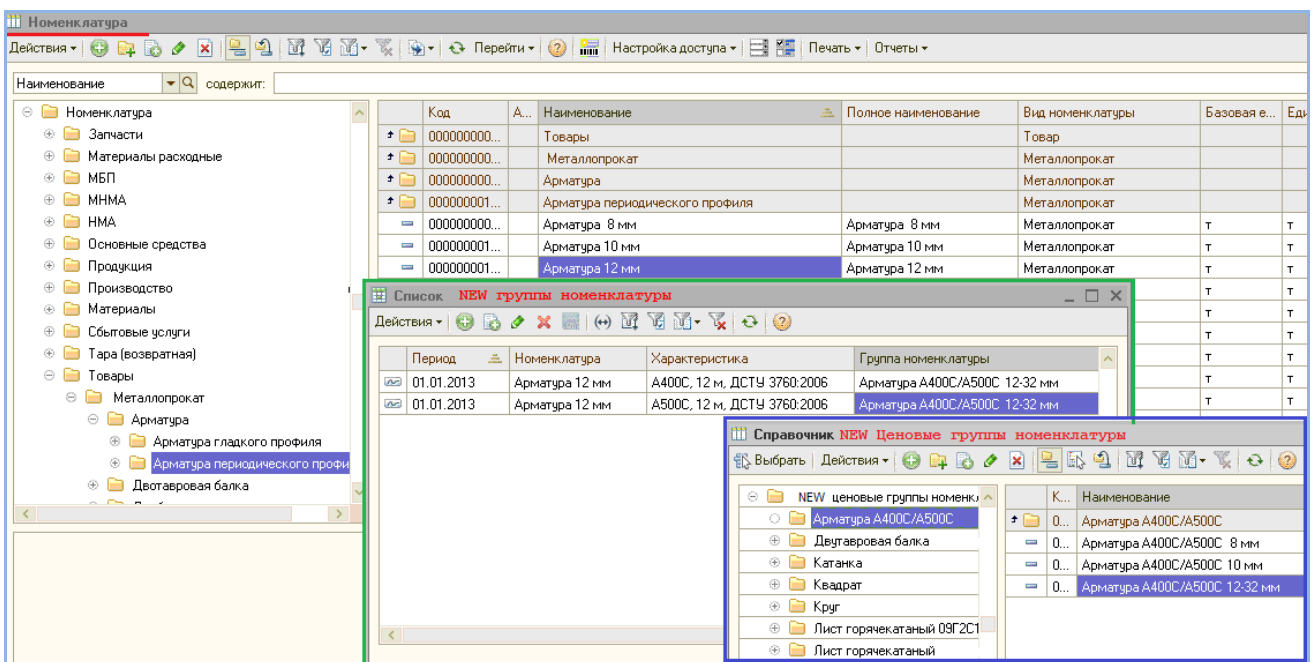 Номенклатура
Действия Перейти Настройка доступа Печать Отчеты
Наименование содержит:
Номенклатура
Запчасти
Материалы расходные
МБП
МНМА
НМА
Основные средства
Продукция
Производство
Материалы
Сбытовые услуги
Тара (возвратная)
Товары
Металлопрокат
Арматура
Арматура гладкого профиля
Арматура периодического профи
Двотавровая балка
Код А... Наименование Полное наименование Вид номенклатуры Базовая е... Еди
000000000... Товары Товар
000000000... Металлопрокат Металлопрокат
000000000... Арматура Металлопрокат
000000001... Арматура периодического профиля Металлопрокат
000000000... Арматура 8 мм Арматура 8 мм Металлопрокат т т
000000001... Арматура 10 мм Арматура 10 мм Металлопрокат т т
000000001... Арматура 12 мм Арматура 12 мм Металлопрокат т т
т т
т т
т т
т т
т т
т т
Список NEW группы номенклатуры
Действия
Период Номенклатура Характеристика Группа номенклатуры
01.01.2013 Арматура 12 мм А400С, 12 м, ДСТУ 3760:2006 Арматура А400С/А500С 12-32 мм
01.01.2013 Арматура 12 мм А500С, 12 м, ДСТУ 3760:2006 Арматура А400С/А500С 12-32 мм
Справочник NEW Ценовые группы номенклатуры
Выбрать Действия
NEW ценовые группы номенк
Арматура А400С/А500С
Двутавровая балка
Катанка
Квадрат
Круг
Лист горячекатаный 09Г2С1
Лист горячекатаный
К... Наименование
0... Арматура А400С/А500С
0... Арматура А400С/А500С 8 мм
0... Арматура А400С/А500С 10 мм
0... Арматура А400С/А500С 12-32 мм